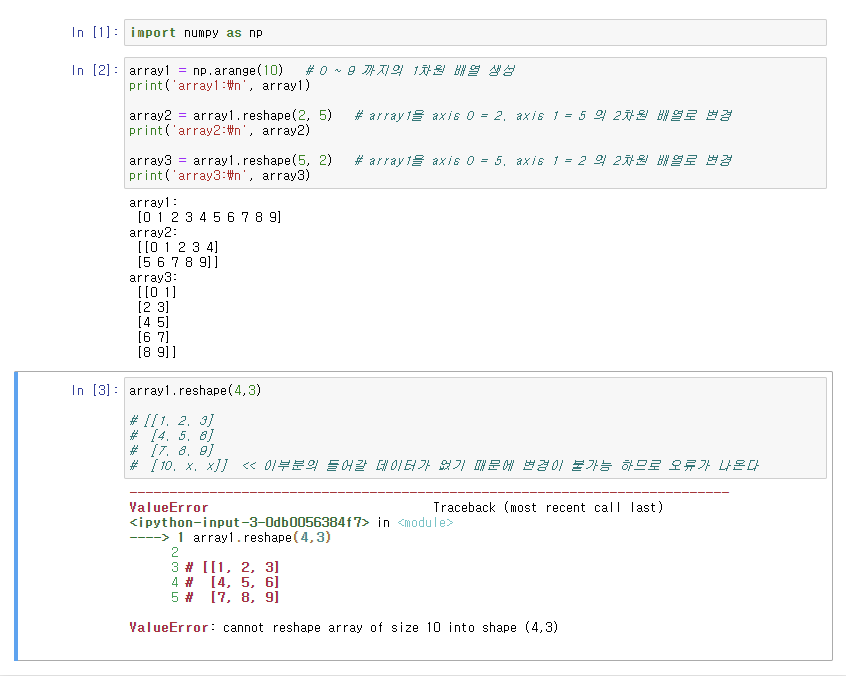 In [1]: import numpy as np
In [2]: array1 = np.arange(10)   # 0 ~ 9 까지의 1차원 배열 생성
print('array1:₩n', array1)
array2 = array1.reshape(2, 5)   # array1을 axis 0 = 2, axis 1 = 5 의 2차원 배열로 변경
print('array2:₩n', array2)
array3 = array1.reshape(5, 2)   # array1을 axis 0 = 5, axis 1 = 2 의 2차원 배열로 변경
print('array3:₩n', array3)
array1:
[0 1 2 3 4 5 6 7 8 9]
array2:
[[0 1 2 3 4]
[5 6 7 8 9]]
array3:
[[0 1]
[2 3]
[4 5]
[6 7]
[8 9]]
In [3]: array1.reshape(4,3)
# [[1, 2, 3]
#  [4, 5, 6]
#  [7, 8, 9]
#  [10, x, x]]  << 이부분의 들어갈 데이터가 없기 때문에 변경이 불가능 하므로 오류가 나온다
---------------------------------------------------------------------------
ValueError                                Traceback (most recent call last)
<ipython-input-3-0db0056384f7> in <module>
----> 1 array1.reshape(4,3)
2
3 # [[1, 2, 3]
4 #  [4, 5, 6]
5 #  [7, 8, 9]
ValueError: cannot reshape array of size 10 into shape (4,3)